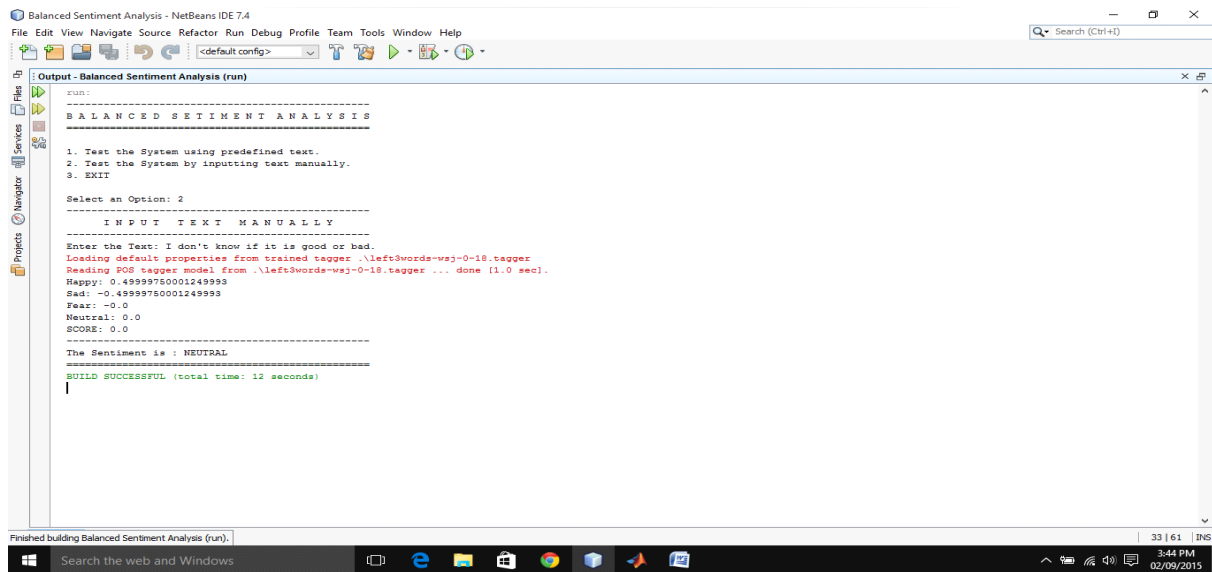 Balanced Sentiment Analysis - NetBeans IDE 7.4
File Edit View Navigate Source Refactor Run Debug Profile Team Tools Window Help
Search (Ctrl+I)
<default config>
Output - Balanced Sentiment Analysis (run)
Files
Services
Navigator
Projects
run:
--------------------------------------------------
B A L A N C E D   S E T I M E N T   A N A L Y S I S
==================================================
1. Test the System using predefined text.
2. Test the System by inputting text manually.
3. EXIT
Select an Option: 2
--------------------------------------------------
I N P U T   T E X T   M A N U A L L Y
--------------------------------------------------
Enter the Text: I don't know if it is good or bad.
Loading default properties from trained tagger .\left3words-wsj-0-18.tagger
Reading POS tagger model from .\left3words-wsj-0-18.tagger ... done [1.0 sec].
Happy: 0.49999750001249993
Sad: -0.49999750001249993
Fear: -0.0
Neutral: 0.0
SCORE: 0.0
--------------------------------------------------
The Sentiment is : NEUTRAL
==================================================
BUILD SUCCESSFUL (total time: 12 seconds)
Finished building Balanced Sentiment Analysis (run).
33 | 61 INS
Search the web and Windows
3:44 PM
02/09/2015